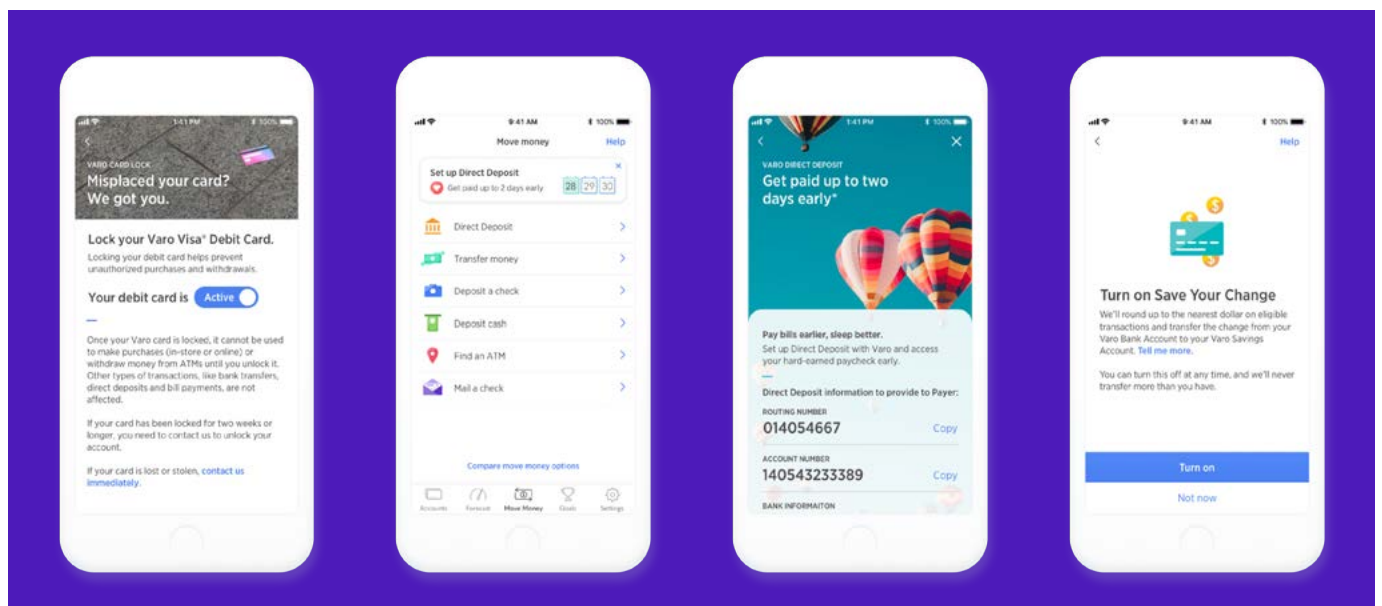 1:41 PM
100%
VARO CARD LOCK
Misplaced your card?
We got you.
Lock your Varo Visa® Debit Card.
Locking your debit card helps prevent
unauthorized purchases and withdrawals.
Your debit card is Active
Once your Varo card is locked, it cannot be used
to make purchases (in-store or online) or
withdraw money from ATMs until you unlock it.
Other types of transactions, like bank transfers,
direct deposits and bill payments, are not
affected.
If your card has been locked for two weeks or
longer, you need to contact us to unlock your
account.
If your card is lost or stolen, contact us
immediately.
9:41 AM 100%
Move money Help
Set up Direct Deposit
Get paid up to 2 days early 28 29 30
Direct Deposit
Transfer money
Deposit a check
Deposit cash
Find an ATM
Mail a check
Compare move money options
Accounts Forecast Move Money Goals Settings
1:41 PM 100%
VARO DIRECT DEPOSIT
Get paid up to two
days early*
Pay bills earlier, sleep better.
Set up Direct Deposit with Varo and access
your hard-earned paycheck early.
Direct Deposit information to provide to Payer:
ROUTING NUMBER
014054667 Copy
ACCOUNT NUMBER
140543233389 Copy
BANK INFORMAITON
9:41 AM 100%
Help
Turn on Save Your Change
We'll round up to the nearest dollar on eligible
transactions and transfer the change from your
Varo Bank Account to your Varo Savings
Account. Tell me more.
You can turn this off at any time, and we'll never
transfer more than you have.
Turn on
Not now